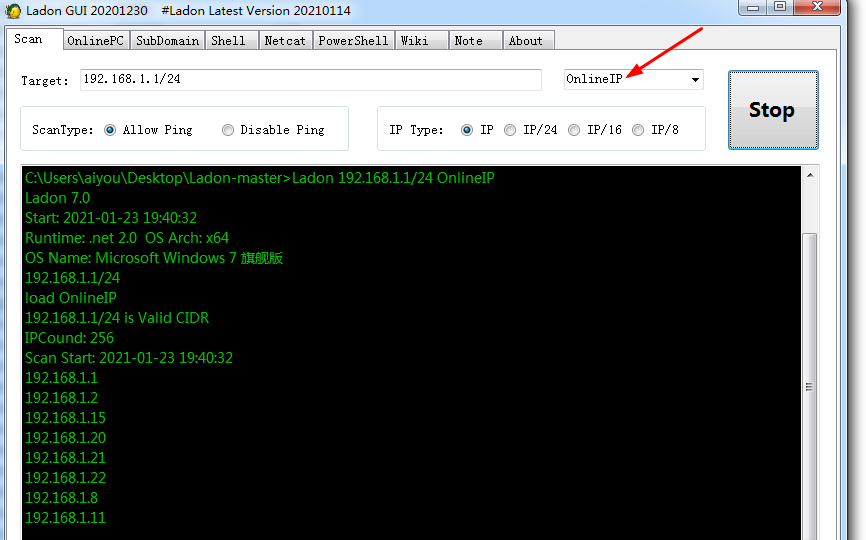 Ladon GUI 20201230 #Ladon Latest Version 20210114
Scan OnlinePC SubDomain Shell Netcat PowerShell Wiki Note About
Target: 192.168.1.1/24 OnlineIP
Stop
ScanType: Allow Ping Disable Ping IP Type: IP IP/24 IP/16 IP/8
C:\Users\aiyou\Desktop\Ladon-master>Ladon 192.168.1.1/24 OnlineIP
Ladon 7.0
Start: 2021-01-23 19:40:32
Runtime: .net 2.0 OS Arch: x64
OS Name: Microsoft Windows 7 旗舰版
192.168.1.1/24
load OnlineIP
192.168.1.1/24 is Valid CIDR
IPCound: 256
Scan Start: 2021-01-23 19:40:32
192.168.1.1
192.168.1.2
192.168.1.15
192.168.1.20
192.168.1.21
192.168.1.22
192.168.1.8
192.168.1.11